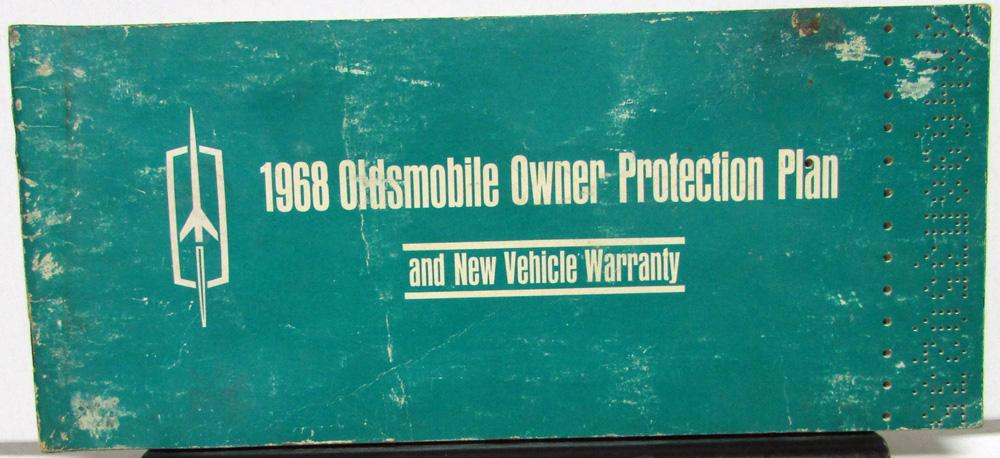 1968 Oldsmobile Owner Protection Plan
and New Vehicle Warranty